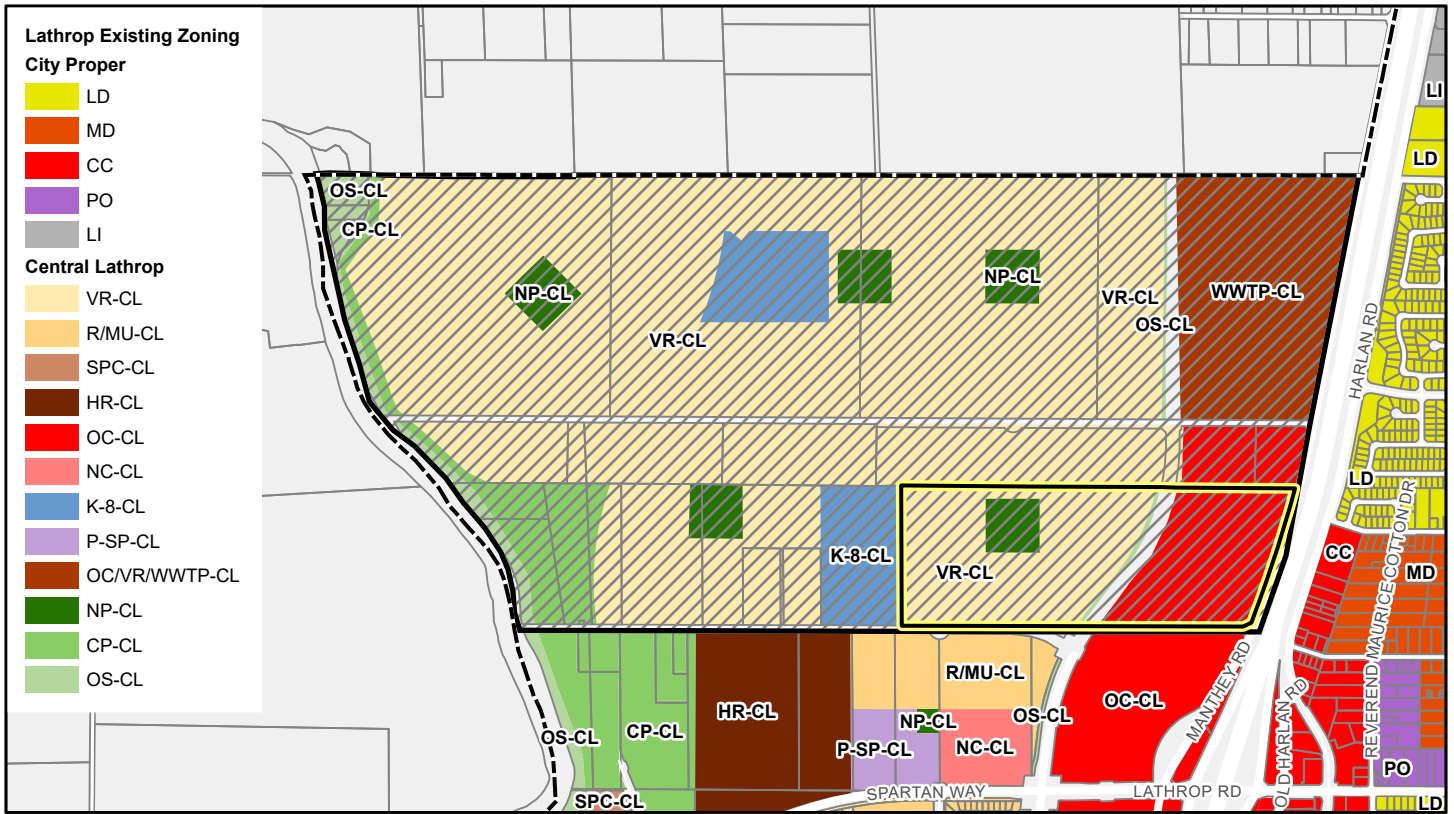 Lathrop Existing Zoning
City Proper
LD
MD
CC
PO
LI
Central Lathrop
VR-CL
R/MU-CL
SPC-CL
HR-CL
OC-CL
NC-CL
K-8-CL
P-SP-CL
OC/VR/WWTP-CL
NP-CL
CP-CL
OS-CL
LI
LD
OS-CL
CP-CL
NP-CL
NP-CL
VR-CL
WWTP-CL
OS-CL
VR-CL
HARLAN RD
LD
K-8-CL
VR-CL
CC
MD
REVEREND MAURICE COTTON DR
R/MU-CL
MANTHEY RD
OC-CL
HR-CL
NP-CL
OS-CL
OS-CL
CP-CL
P-SP-CL
NC-CL
OLD HARLAN RD
PO
SPARTAN WAY
LATHROP RD
SPC-CL
LD